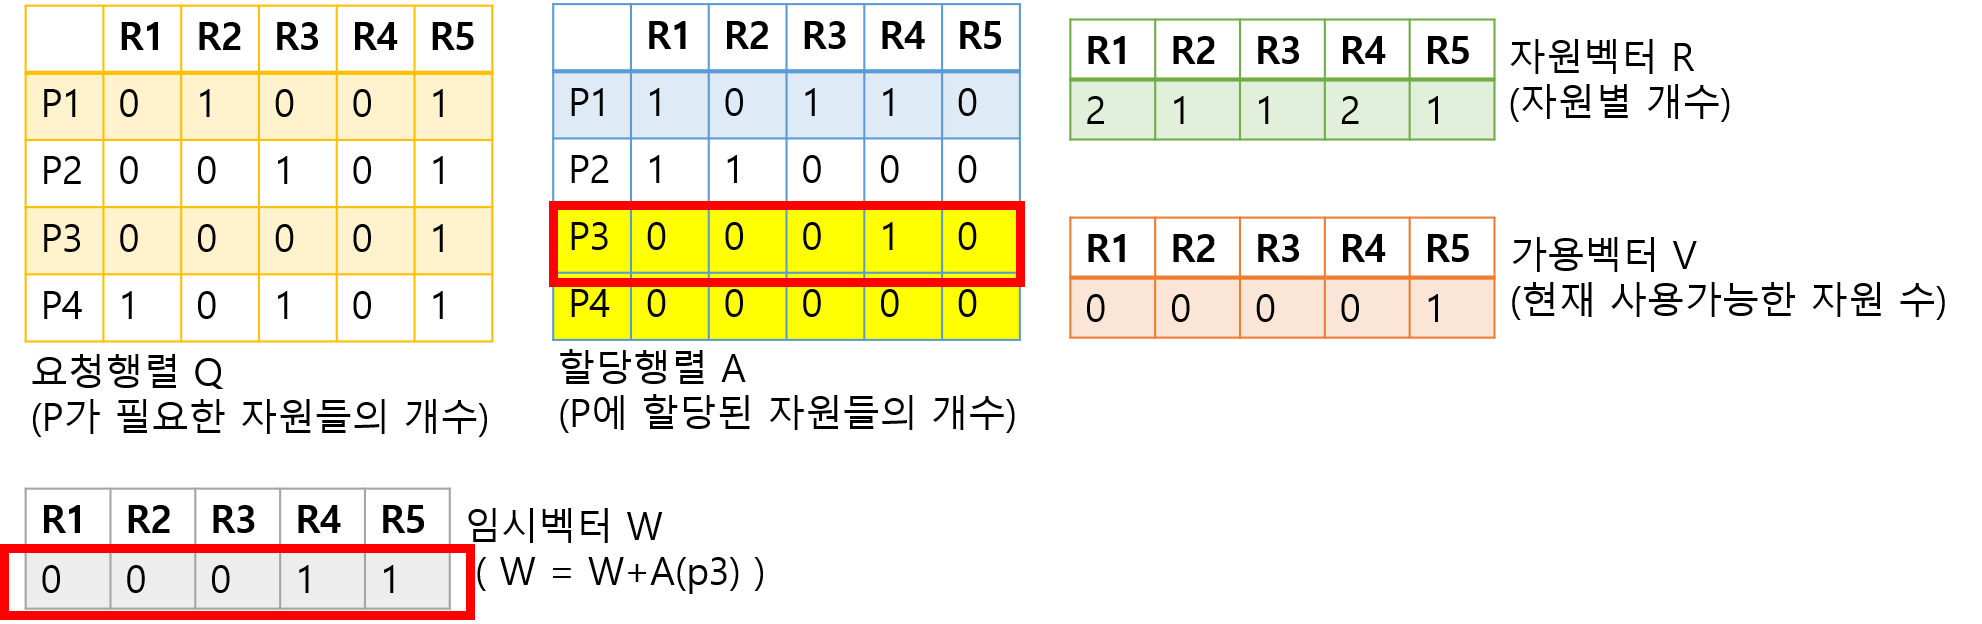 R1 R2 R3 R4 R5
P1 0 1 0 0 1
P2 0 0 1 0 1
P3 0 0 0 0 1
P4 1 0 1 0 1
요청행렬 Q
(P가 필요한 자원들의 개수)
R1 R2 R3 R4 R5
P1 1 0 1 1 0
P2 1 1 0 0 0
P3 0 0 0 1 0
P4 0 0 0 0 0
할당행렬 A
(P에 할당된 자원들의 개수)
R1 R2 R3 R4 R5
2 1 1 2 1
자원벡터 R
(자원별 개수)
R1 R2 R3 R4 R5
0 0 0 0 1
가용벡터 V
(현재 사용가능한 자원 수)
R1 R2 R3 R4 R5
0 0 0 1 1
임시벡터 W
( W = W+A(p3) )